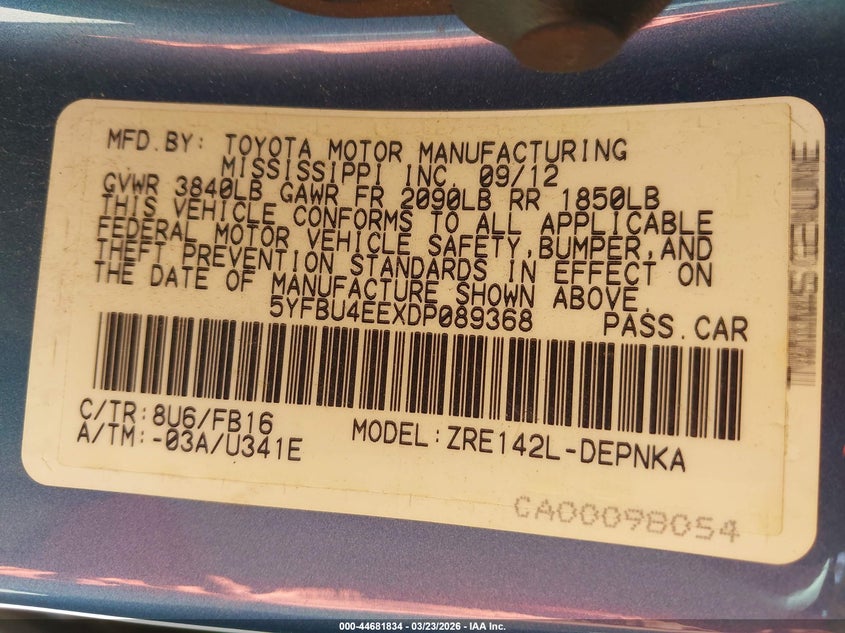 MFD.BY: TOYOTA MOTOR MANUFACTURING
MISSISSIPPI INC. 09/12
GVWR 3840LB GAWR FR 2090LB RR 1850LB
THIS VEHICLE CONFORMS TO ALL APPLICABLE
FEDERAL MOTOR VEHICLE SAFETY,BUMPER,AND
THEFT PREVENTION STANDARDS IN EFFECT ON
THE DATE OF MANUFACTURE SHOWN ABOVE.
5YFBU4EEXDP089368 PASS.CAR
C/TR:8U6/FB16
A/TM:-03A/U341E MODEL:ZRE142L-DEPNKA
CA00098054
000-44681834 - 03/23/2026 - IAA Inc.